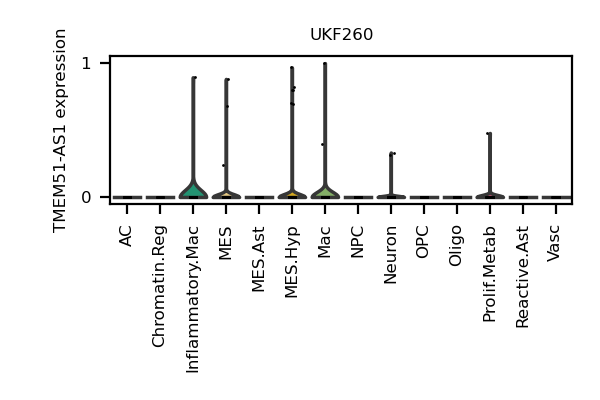 UKF260
TMEM51-AS1 expression
1
0
AC
Chromatin.Reg
Inflammatory.Mac
MES
MES.Ast
MES.Hyp
Mac
NPC
Neuron
OPC
Oligo
Prolif.Metab
Reactive.Ast
Vasc